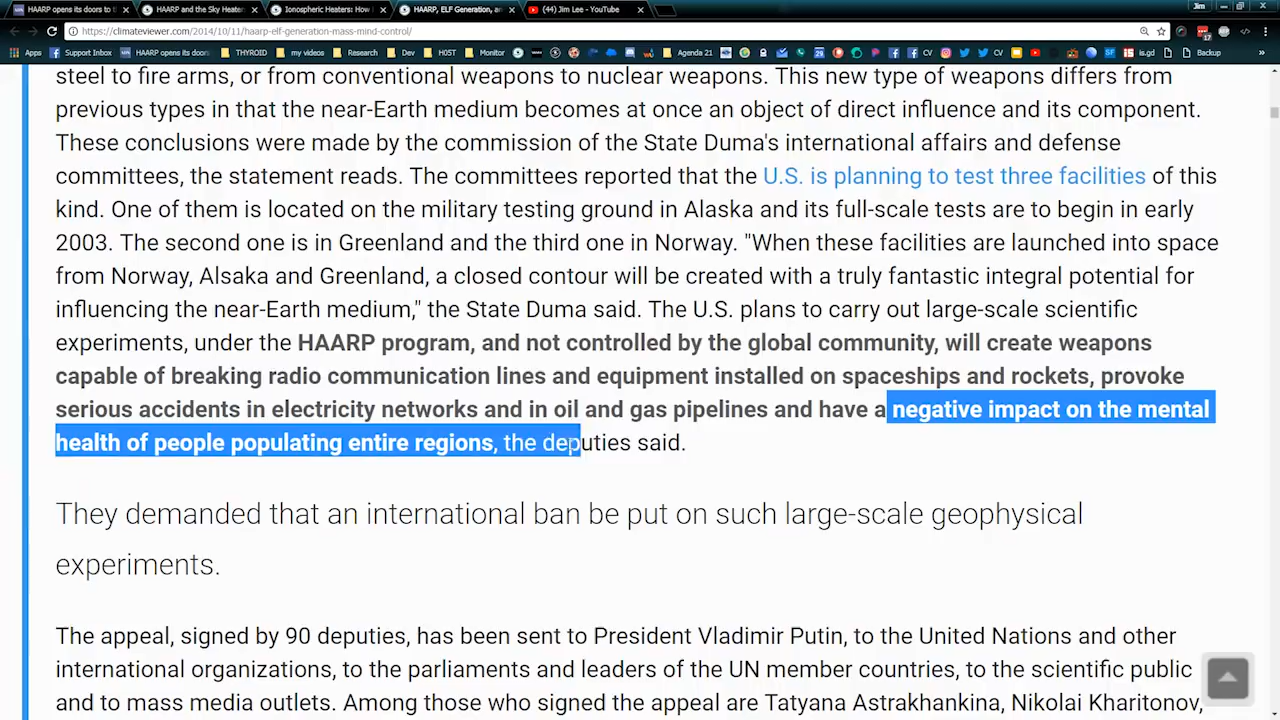 HAARP opens its doors to th
HAARP and the Sky Heater
Ionospheric Heaters: How
HAARP, ELF Generation, an
(44) Jim Lee - YouTube
Jim
https://climateviewer.com/2014/10/11/haarp-elf-generation-mass-mind-control/
Apps
Support Inbox
HAARP opens its doors
THYROID
my videos
Research
Dev
H05T
Monitor
Agenda 21
29
CV
CV
SF
is.gd
Backup
»
steel to fire arms, or from conventional weapons to nuclear weapons. This new type of weapons differs from
previous types in that the near-Earth medium becomes at once an object of direct influence and its component.
These conclusions were made by the commission of the State Duma's international affairs and defense
committees, the statement reads. The committees reported that the U.S. is planning to test three facilities of this
kind. One of them is located on the military testing ground in Alaska and its full-scale tests are to begin in early
2003. The second one is in Greenland and the third one in Norway. "When these facilities are launched into space
from Norway, Alsaka and Greenland, a closed contour will be created with a truly fantastic integral potential for
influencing the near-Earth medium," the State Duma said. The U.S. plans to carry out large-scale scientific
experiments, under the HAARP program, and not controlled by the global community, will create weapons
capable of breaking radio communication lines and equipment installed on spaceships and rockets, provoke
serious accidents in electricity networks and in oil and gas pipelines and have a negative impact on the mental
health of people populating entire regions, the deputies said.
They demanded that an international ban be put on such large-scale geophysical
experiments.
The appeal, signed by 90 deputies, has been sent to President Vladimir Putin, to the United Nations and other
international organizations, to the parliaments and leaders of the UN member countries, to the scientific public
and to mass media outlets. Among those who signed the appeal are Tatyana Astrakhankina, Nikolai Kharitonov,